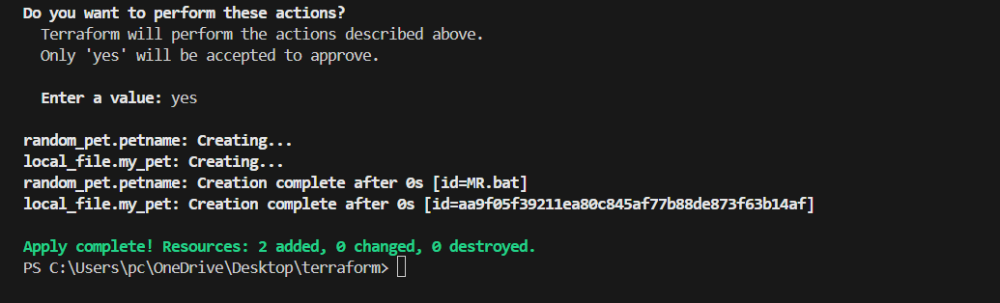 Do you want to perform these actions?
Terraform will perform the actions described above.
Only 'yes' will be accepted to approve.
Enter a value: yes
random_pet.petname: Creating...
local_file.my_pet: Creating...
random_pet.petname: Creation complete after 0s [id=MR.bat]
local_file.my_pet: Creation complete after 0s [id=aa9f05f39211ea80c845af77b88de873f63b14af]
Apply complete! Resources: 2 added, 0 changed, 0 destroyed.
PS C:\Users\pc\OneDrive\Desktop\terraform>